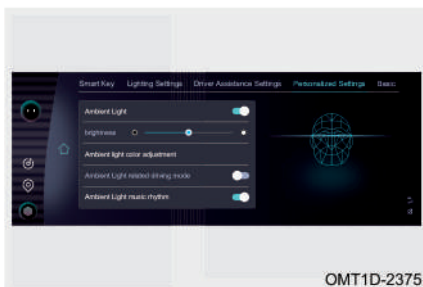 Smart Key Lighting Settings Driver Assistance Settings Personalized Settings Basic
Ambient Light
brightness
Ambient light color adjustment
Ambient Light related driving mode
Ambient Light music rhythm
OMT1D-2375